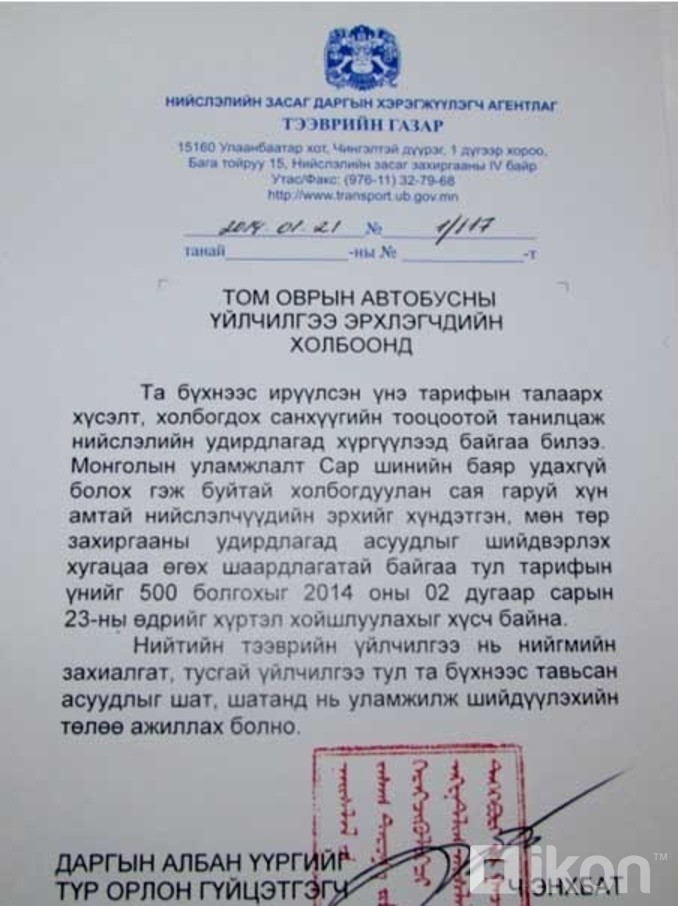 НИЙСЛЭЛИЙН ЗАСАГ ДАРГЫН ХЭРЭГЖҮҮЛЭГЧ АГЕНТЛАГ
ТЭЭВРИЙН ГАЗАР
15160 Улаанбаатар хот, Чингэлтэй дүүрэг, 1 дүгээр хороо,
Бага тойруу 15, Нийслэлийн засаг захиргааны IV байр
Утас/Факс: (976-11) 32-79-68
http://www.transport.ub.gov.mn
2014. 01. 21 № 1/117
танай____________-ны № ____________-т
ТОМ ОВРЫН АВТОБУСНЫ
ҮЙЛЧИЛГЭЭ ЭРХЛЭГЧДИЙН
ХОЛБООНД
Та бүхнээс ирүүлсэн үнэ тарифын талаарх
хүсэлт, холбогдох санхүүгийн тооцоотой танилцаж
нийслэлийн удирдлагад хүргүүлээд байгаа билээ.
Монголын уламжлалт Сар шинийн баяр удахгүй
болох гэж буйтай холбогдуулан сая гаруй хүн
амтай нийслэлчүүдийн эрхийг хүндэтгэн, мөн төр
захиргааны удирдлагад асуудлыг шийдвэрлэх
хугацаа өгөх шаардлагатай байгаа тул тарифын
үнийг 500 болгохыг 2014 оны 02 дугаар сарын
23-ны өдрийг хүртэл хойшлуулахыг хүсч байна.
Нийтийн тээврийн үйлчилгээ нь нийгмийн
захиалгат, тусгай үйлчилгээ тул та бүхнээс тавьсан
асуудлыг шат, шатанд нь уламжилж шийдүүлэхийн
төлөө ажиллах болно.
ДАРГЫН АЛБАН ҮҮРГИЙГ
ТҮР ОРЛОН ГҮЙЦЭТГЭГЧ Ч.ЭНХБАТ
ikon™